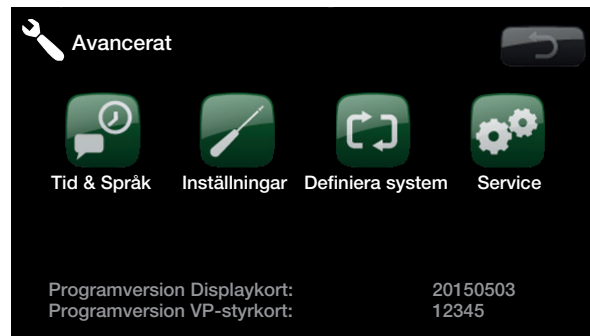 Avancerat
Tid & Språk Inställningar Definiera system Service
Programversion Displaykort: 20150503
Programversion VP-styrkort: 12345